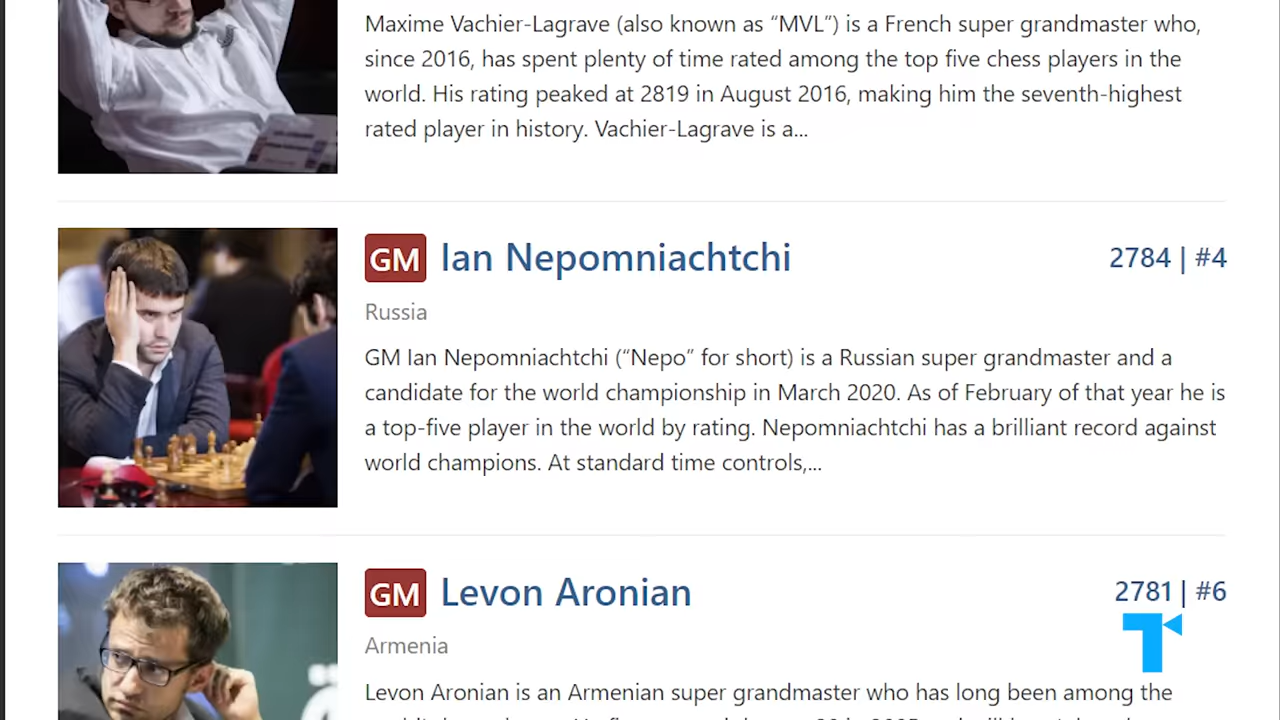 Maxime Vachier-Lagrave (also known as “MVL”) is a French super grandmaster who,
since 2016, has spent plenty of time rated among the top five chess players in the
world. His rating peaked at 2819 in August 2016, making him the seventh-highest
rated player in history. Vachier-Lagrave is a...
GM Ian Nepomniachtchi 2784 | #4
Russia
GM Ian Nepomniachtchi (“Nepo” for short) is a Russian super grandmaster and a
candidate for the world championship in March 2020. As of February of that year he is
a top-five player in the world by rating. Nepomniachtchi has a brilliant record against
world champions. At standard time controls,...
GM Levon Aronian 2781 | #6
Armenia
Levon Aronian is an Armenian super grandmaster who has long been among the